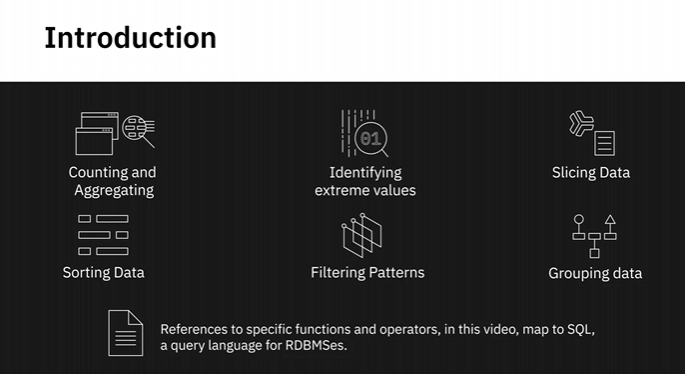 Introduction
01
Counting and
Aggregating
Identifying
extreme values
Slicing Data
Sorting Data
Filtering Patterns
Grouping data
References to specific functions and operators, in this video, map to SQL,
a query language for RDBMSes.